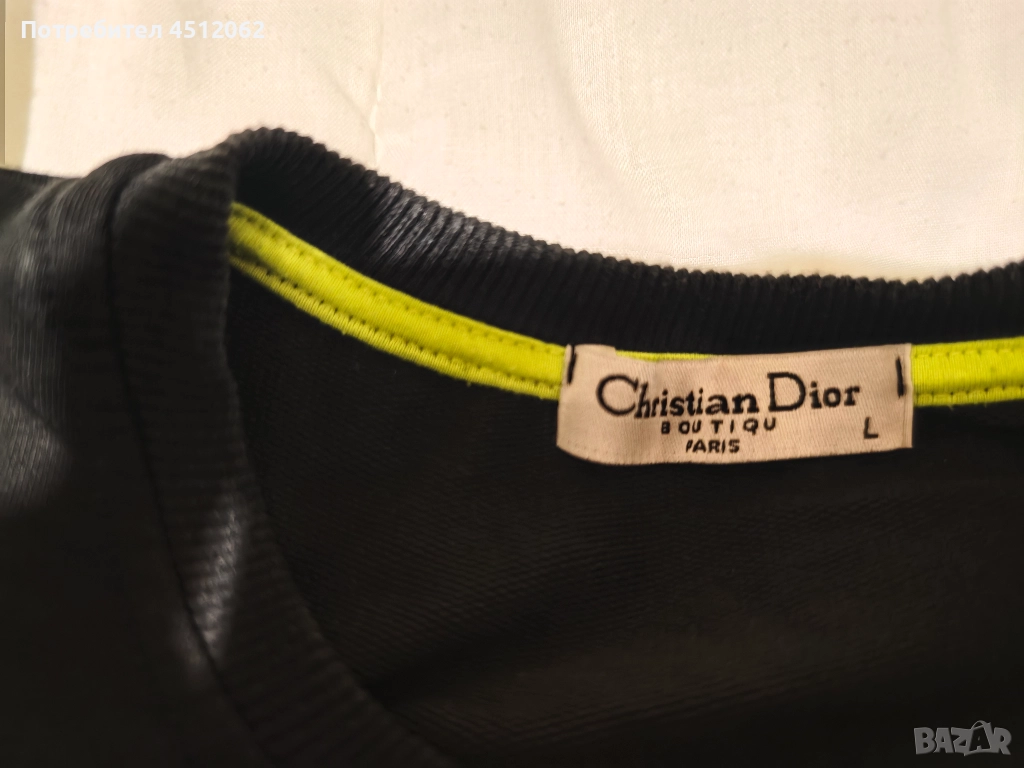 Потребител 4512062
Christian Dior
BOUTIQU
PARIS
L
BAZAR